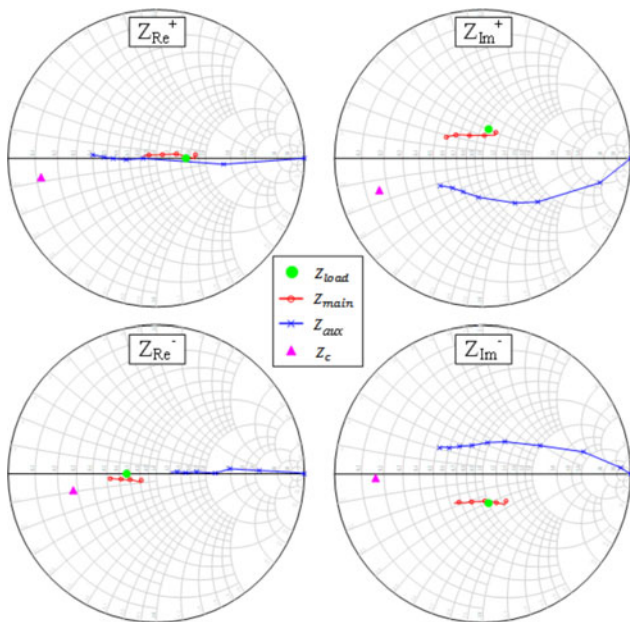 Z_Re^+
Z_Im^+
Z_load
Z_main
Z_aux
Z_c
Z_Re^-
Z_Im^-